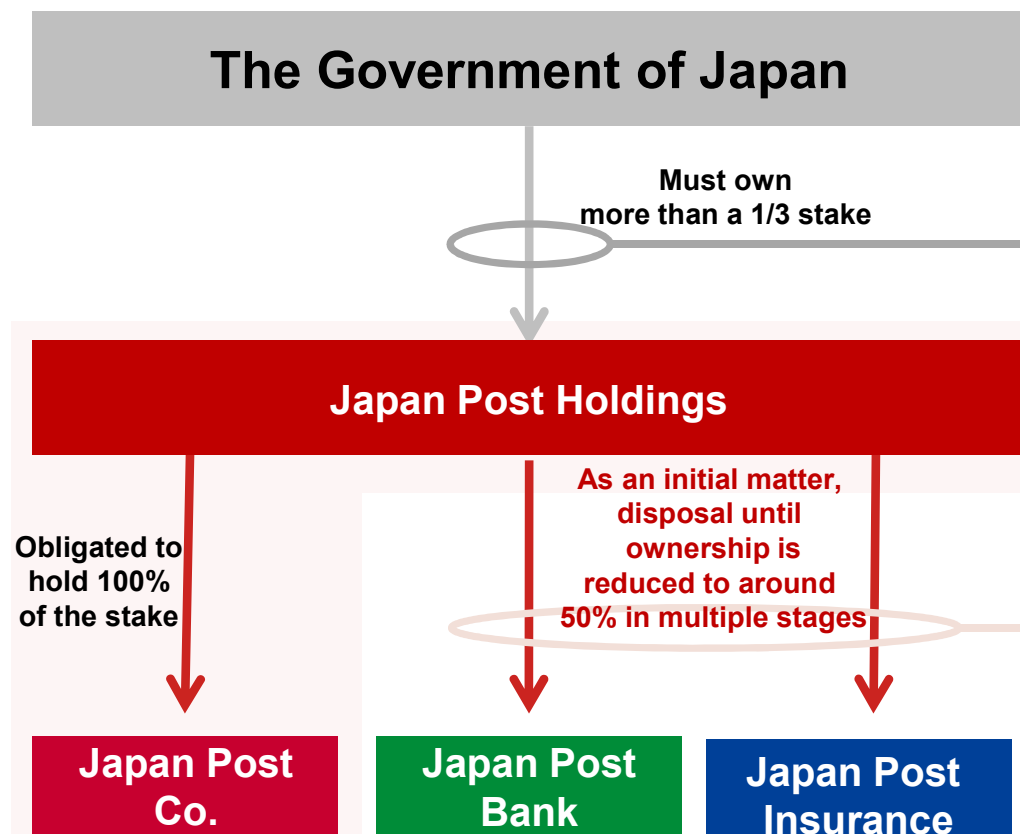 The Government of Japan
Must own
more than a 1/3 stake
Japan Post Holdings
As an initial matter,
disposal until
ownership is
reduced to around
50% in multiple stages
Obligated to
hold 100%
of the stake
Japan Post
Co.
Japan Post
Bank
Japan Post
Insurance